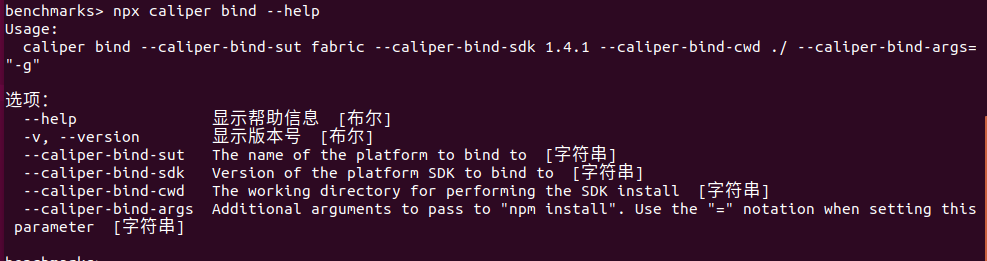 benchmarks> npx caliper bind --help
Usage:
  caliper bind --caliper-bind-sut fabric --caliper-bind-sdk 1.4.1 --caliper-bind-cwd ./ --caliper-bind-args=
"-g"
选项：
  --help               显示帮助信息  [布尔]
  -v, --version        显示版本号  [布尔]
  --caliper-bind-sut   The name of the platform to bind to  [字符串]
  --caliper-bind-sdk   Version of the platform SDK to bind to  [字符串]
  --caliper-bind-cwd   The working directory for performing the SDK install  [字符串]
  --caliper-bind-args  Additional arguments to pass to "npm install". Use the "=" notation when setting this
 parameter  [字符串]
benchmarks>